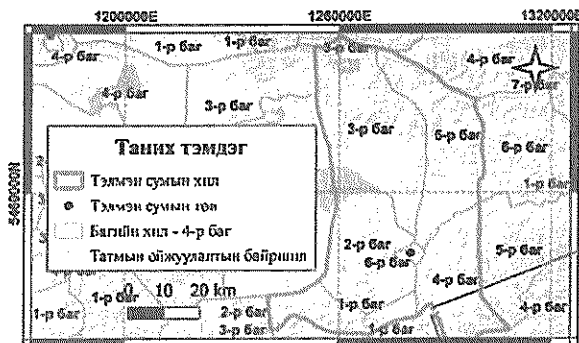 1200000E 1260000E 1320000E
1-р баг
1-р баг
4-р баг
4-р баг
4-р баг
7-р баг
3-р баг
3-р баг
5-р баг
6-р баг
1-р баг
5460000N
Таних тэмдэг
Тэлмэн сумын хил
Тэлмэн сумын төв
Багийн хил - 4-р баг
Татмын ойжуулалтын байршил
0 10 20 km
2-р баг
6-р баг
5-р баг
4-р баг
1-р баг
1-р баг
2-р баг
3-р баг
1-р баг
1-р баг
4-р баг